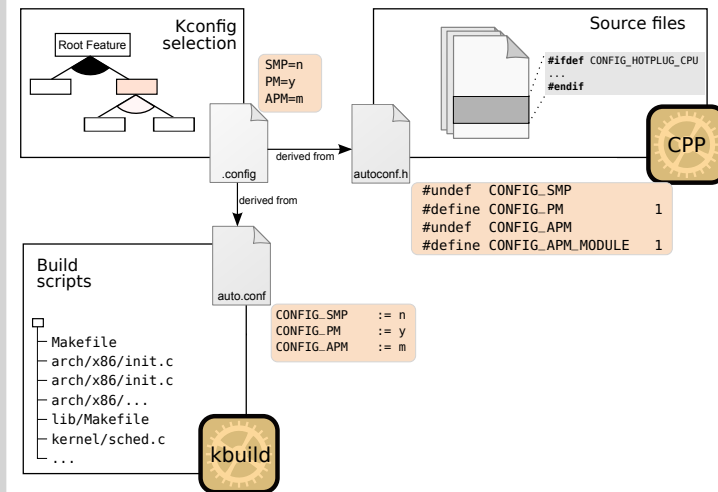 Kconfig
selection
Root Feature
SMP=n
PM=y
APM=m
.config
derived from
derived from
Source files
#ifdef CONFIG_HOTPLUG_CPU
...
#endif
autoconf.h
CPP
#undef CONFIG_SMP
#define CONFIG_PM 1
#undef CONFIG_APM
#define CONFIG_APM_MODULE 1
Build
scripts
auto.conf
CONFIG_SMP := n
CONFIG_PM := y
CONFIG_APM := m
Makefile
arch/x86/init.c
arch/x86/init.c
arch/x86/...
lib/Makefile
kernel/sched.c
...
kbuild